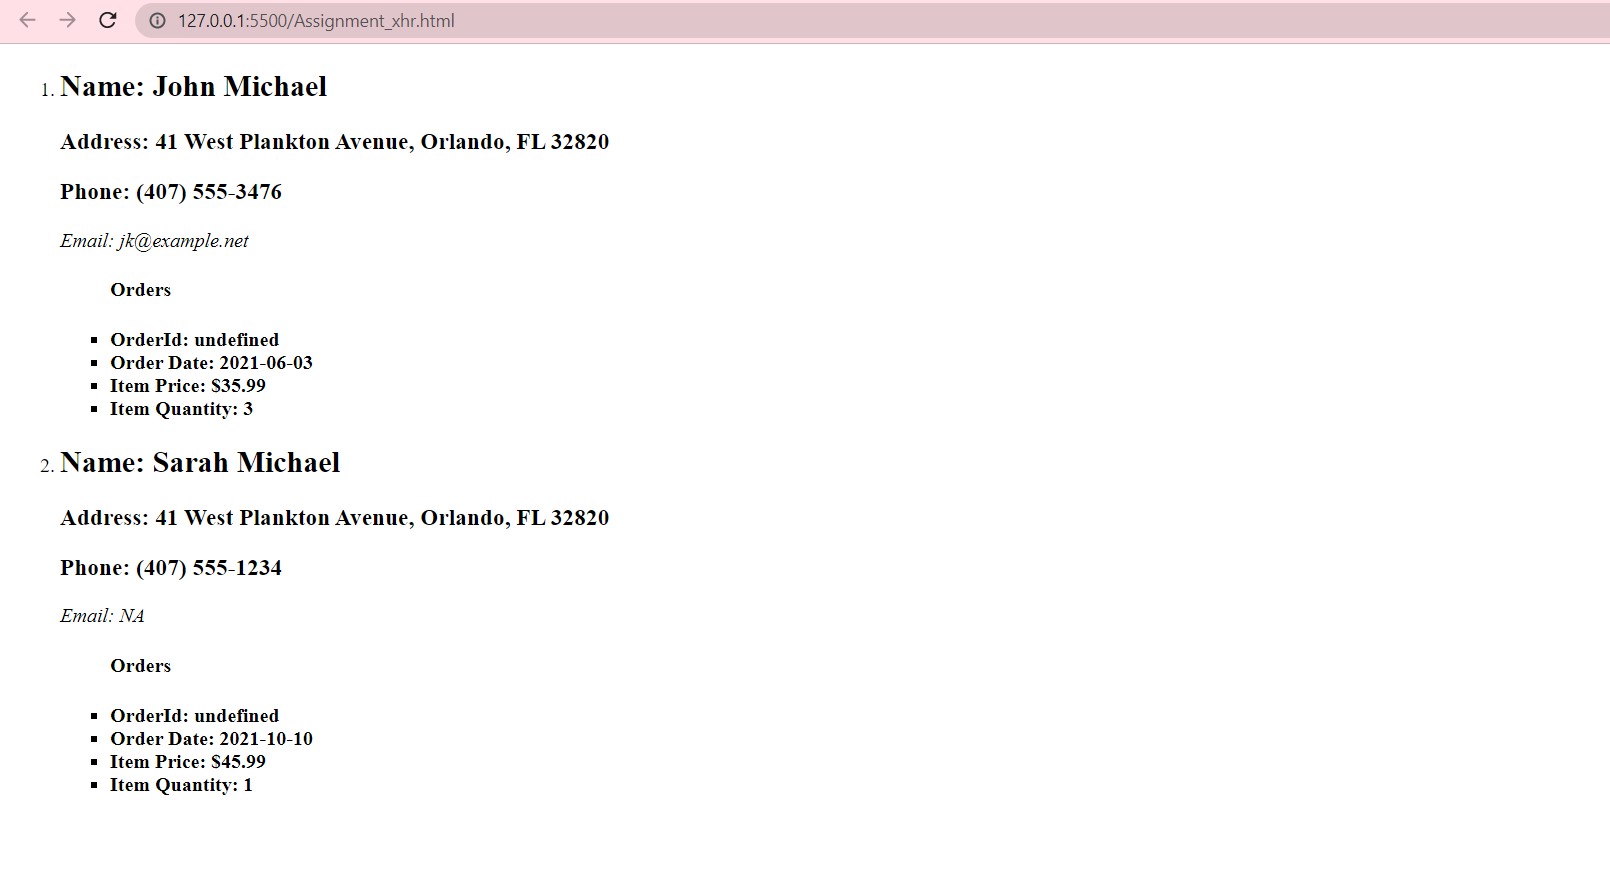 127.0.0.1:5500/Assignment_xhr.html
1. Name: John Michael
Address: 41 West Plankton Avenue, Orlando, FL 32820
Phone: (407) 555-3476
Email: jk@example.net
Orders
▪ OrderId: undefined
▪ Order Date: 2021-06-03
▪ Item Price: $35.99
▪ Item Quantity: 3
2. Name: Sarah Michael
Address: 41 West Plankton Avenue, Orlando, FL 32820
Phone: (407) 555-1234
Email: NA
Orders
▪ OrderId: undefined
▪ Order Date: 2021-10-10
▪ Item Price: $45.99
▪ Item Quantity: 1